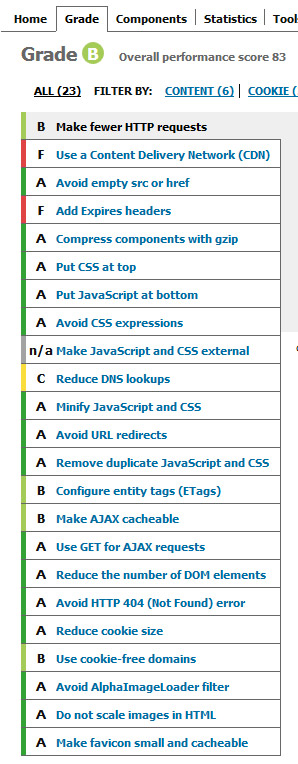 Home Grade Components Statistics Tool
Grade B Overall performance score 83
ALL (23) FILTER BY: CONTENT (6) COOKIE (
B Make fewer HTTP requests
F Use a Content Delivery Network (CDN)
A Avoid empty src or href
F Add Expires headers
A Compress components with gzip
A Put CSS at top
A Put JavaScript at bottom
A Avoid CSS expressions
n/a Make JavaScript and CSS external
C Reduce DNS lookups
A Minify JavaScript and CSS
A Avoid URL redirects
A Remove duplicate JavaScript and CSS
B Configure entity tags (ETags)
B Make AJAX cacheable
A Use GET for AJAX requests
A Reduce the number of DOM elements
A Avoid HTTP 404 (Not Found) error
A Reduce cookie size
B Use cookie-free domains
A Avoid AlphaImageLoader filter
A Do not scale images in HTML
A Make favicon small and cacheable